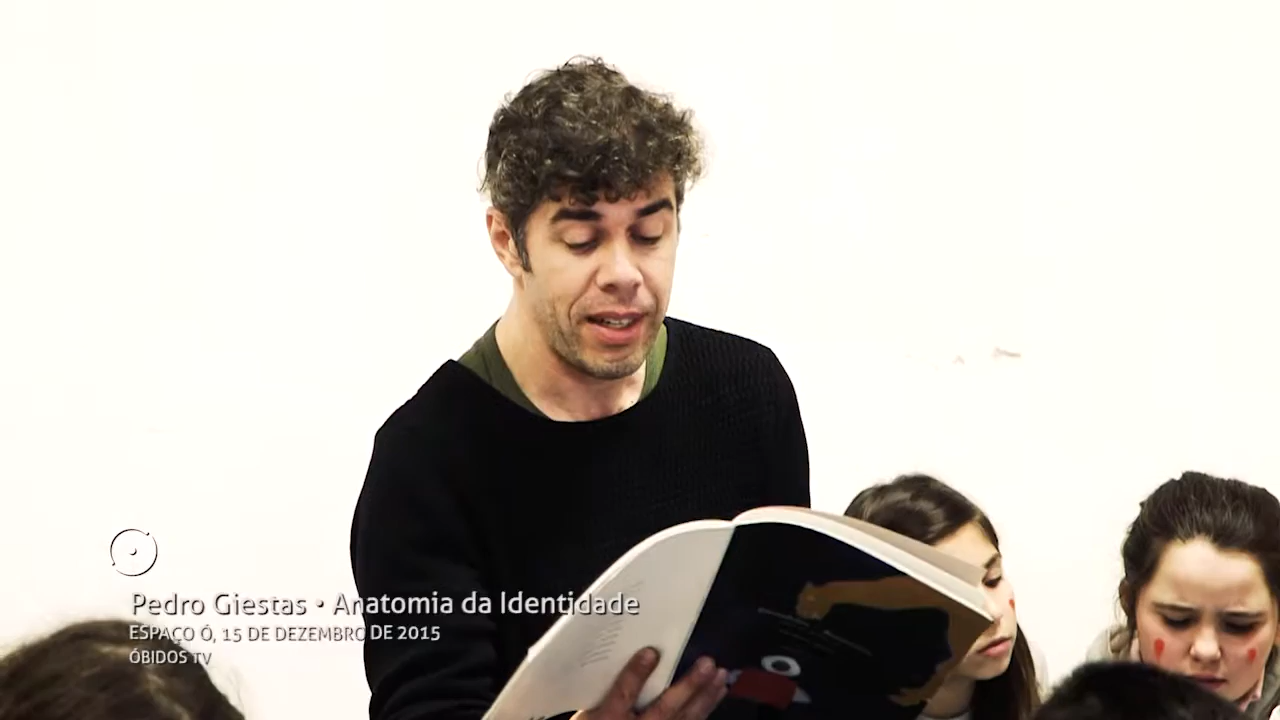 Pedro Giestas • Anatomia da Identidade
ESPAÇO Ó, 15 DE DEZEMBRO DE 2015
ÓBIDOS TV